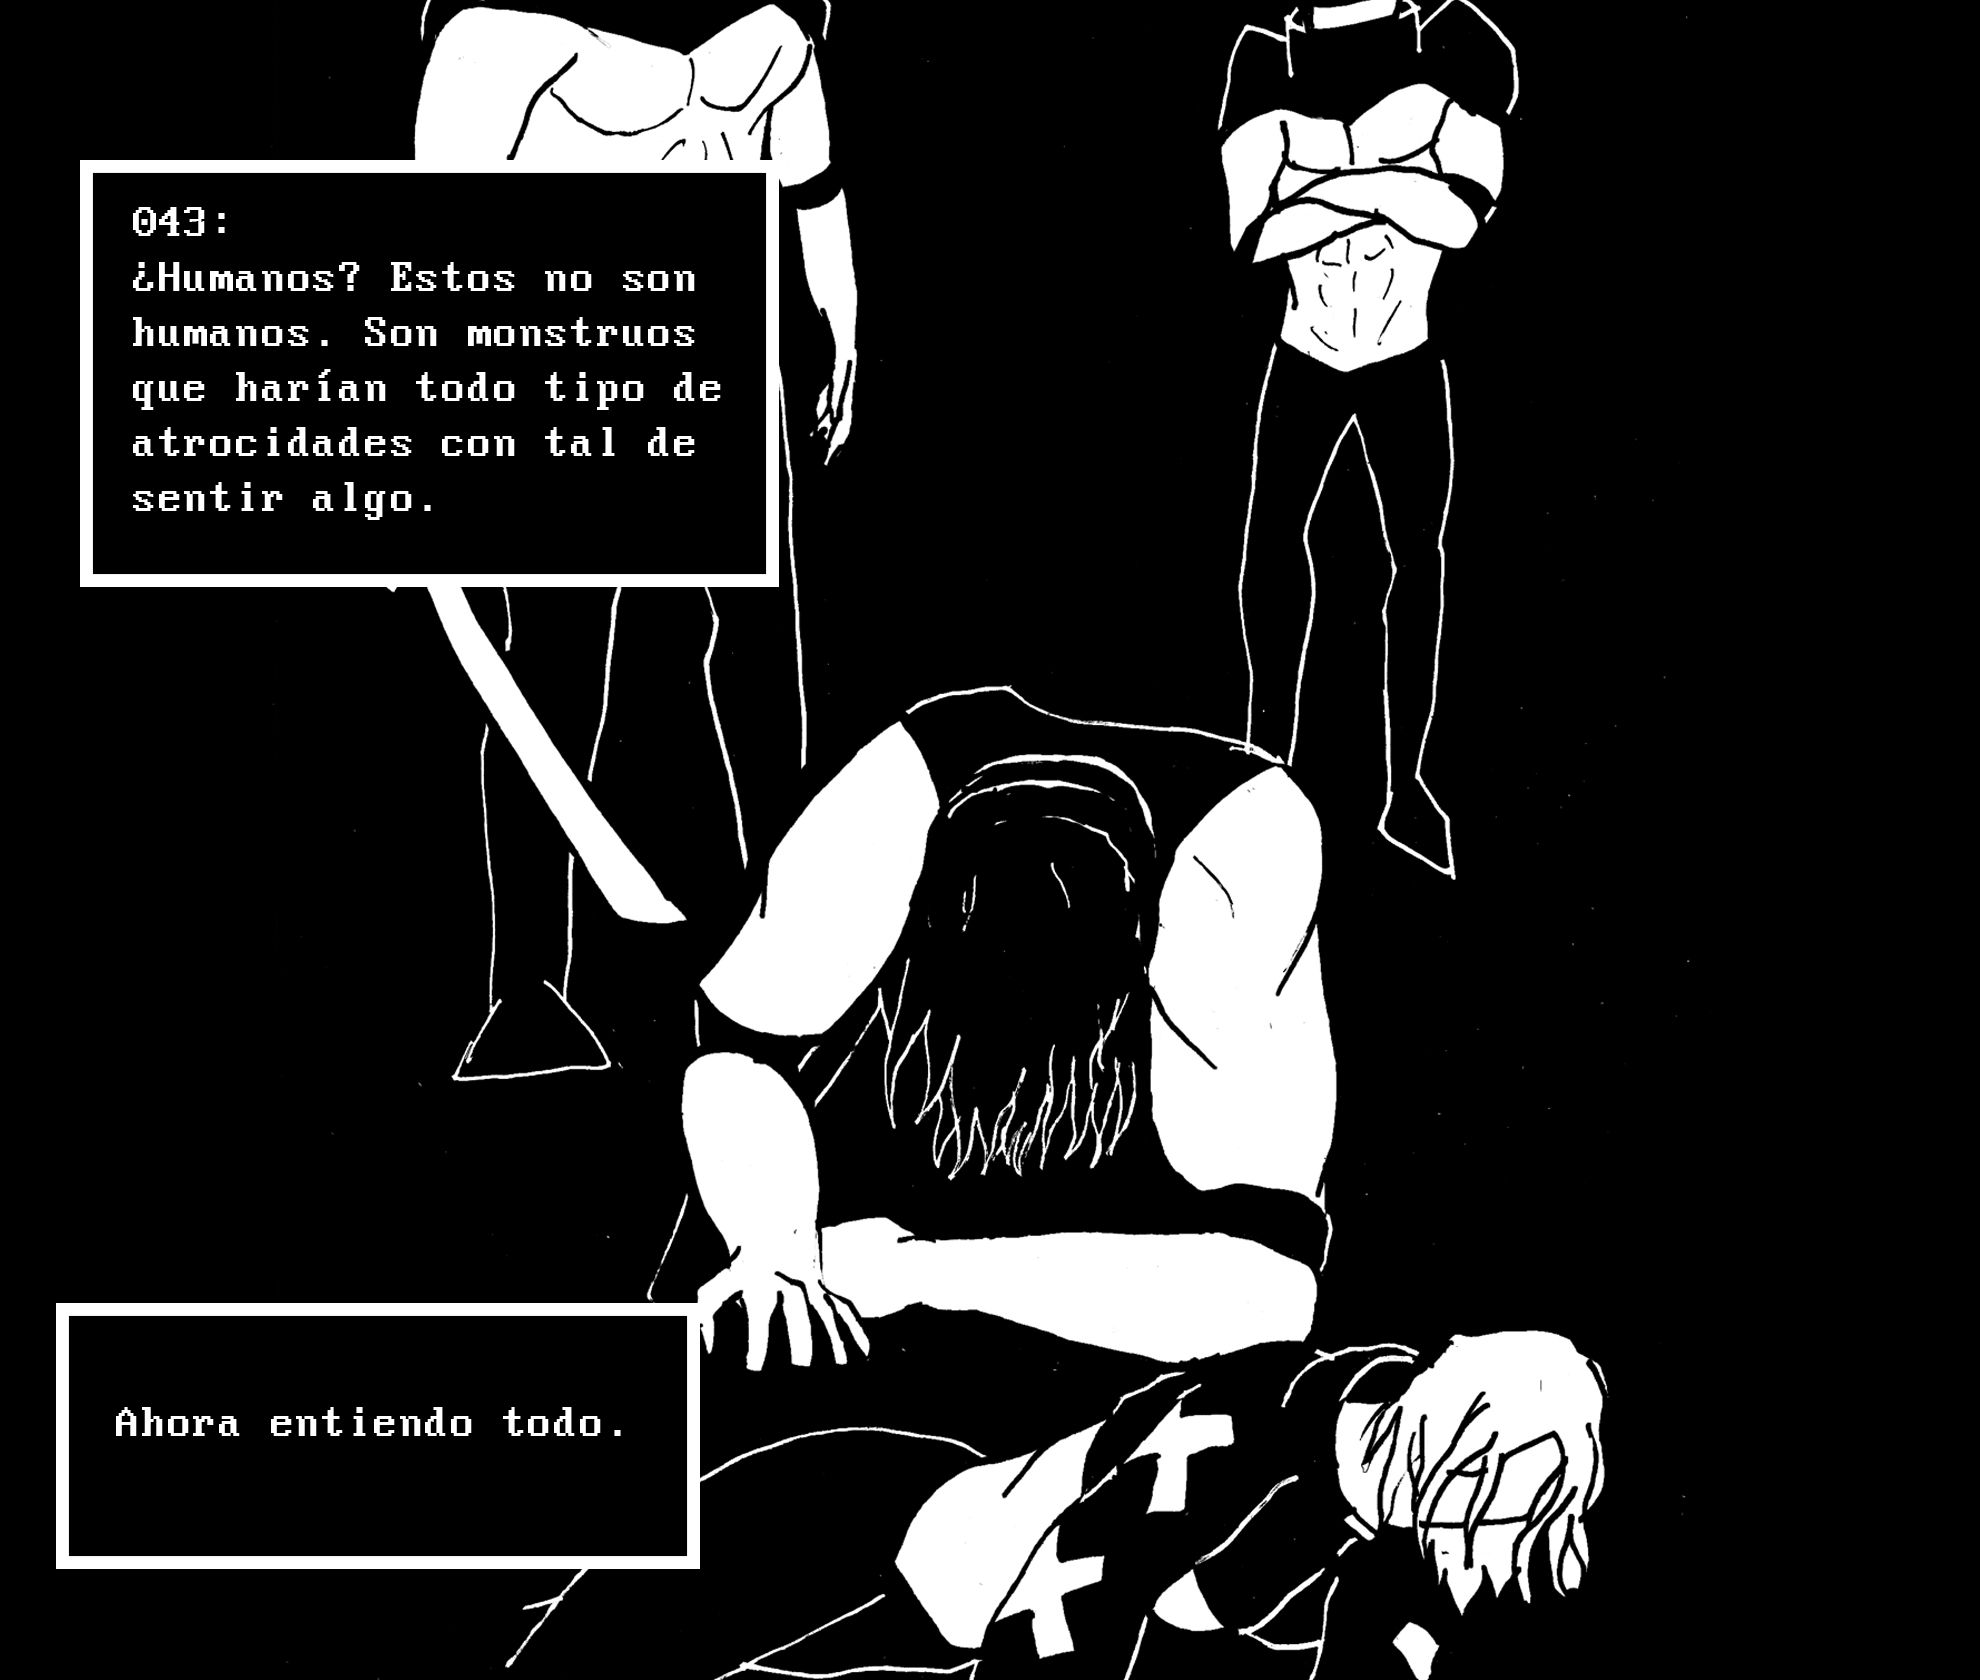 043:
¿Humanos? Estos no son
humanos. Son monstruos
que harían todo tipo de
atrocidades con tal de
sentir algo.
Ahora entiendo todo.